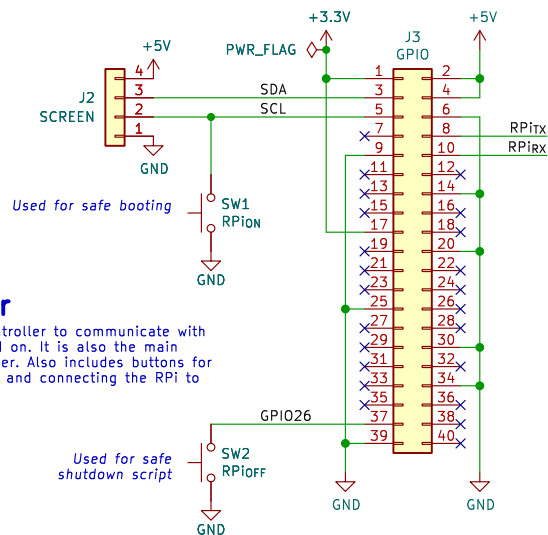 +3.3V
J3
GPIO
+5V
PWR_FLAG
+5V
J2
SCREEN
4
3
2
1
SDA
SCL
GND
1 2
3 4
5 6
7 8
9 10
11 12
13 14
15 16
17 18
19 20
21 22
23 24
25 26
27 28
29 30
31 32
33 34
35 36
37 38
39 40
RPiTX
RPiRX
Used for safe booting
SW1
RPiON
GND
r
troller to communicate with
d on. It is also the main
er. Also includes buttons for
and connecting the RPi to
GPIO26
Used for safe
shutdown script
SW2
RPiOFF
GND
GND
GND